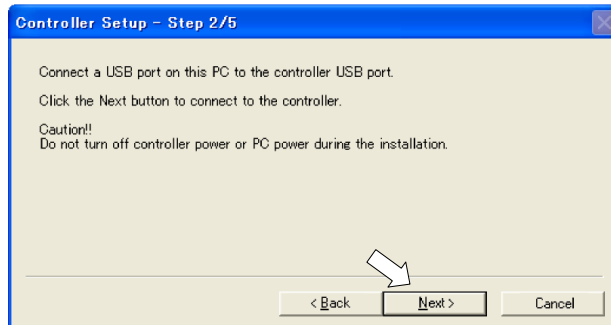 Controller Setup - Step 2/5
Connect a USB port on this PC to the controller USB port.
Click the Next button to connect to the controller.
Caution!!
Do not turn off controller power or PC power during the installation.
< Back
Next >
Cancel